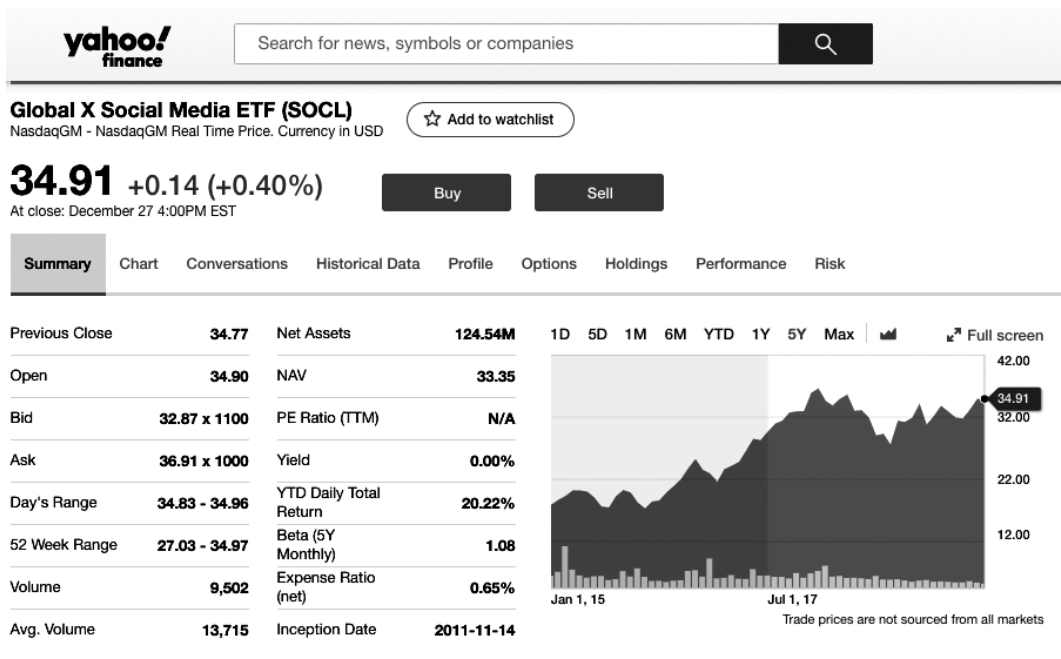 yahoo!
finance
Search for news, symbols or companies
Global X Social Media ETF (SOCL)
NasdaqGM - NasdaqGM Real Time Price. Currency in USD
Add to watchlist
34.91 +0.14 (+0.40%)
At close: December 27 4:00PM EST
Buy
Sell
Summary Chart Conversations Historical Data Profile Options Holdings Performance Risk
Previous Close 34.77
Open 34.90
Bid 32.87 x 1100
Ask 36.91 x 1000
Day's Range 34.83 - 34.96
52 Week Range 27.03 - 34.97
Volume 9,502
Avg. Volume 13,715
Net Assets 124.54M
NAV 33.35
PE Ratio (TTM) N/A
Yield 0.00%
YTD Daily Total
Return 20.22%
Beta (5Y
Monthly) 1.08
Expense Ratio
(net) 0.65%
Inception Date 2011-11-14
1D 5D 1M 6M YTD 1Y 5Y Max Full screen
42.00
34.91
32.00
22.00
12.00
Jan 1, 15 Jul 1, 17
Trade prices are not sourced from all markets